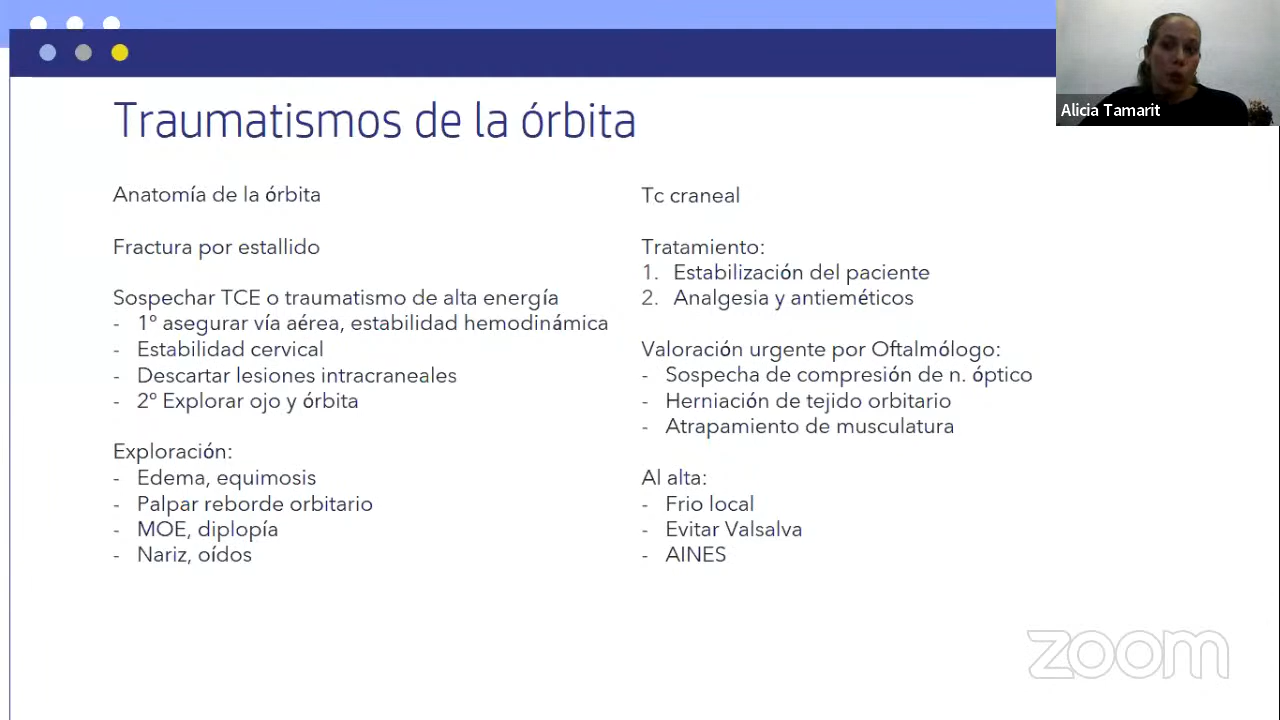 Traumatismos de la órbita
Anatomía de la órbita
Fractura por estallido
Sospechar TCE o traumatismo de alta energía
- 1º asegurar vía aérea, estabilidad hemodinámica
- Estabilidad cervical
- Descartar lesiones intracraneales
- 2º Explorar ojo y órbita
Exploración:
- Edema, equimosis
- Palpar reborde orbitario
- MOE, diplopía
- Nariz, oídos
Tc craneal
Tratamiento:
1. Estabilización del paciente
2. Analgesia y antieméticos
Valoración urgente por Oftalmólogo:
- Sospecha de compresión de n. óptico
- Herniación de tejido orbitario
- Atrapamiento de musculatura
Al alta:
- Frio local
- Evitar Valsalva
- AINES
Alicia Tamarit
zoom